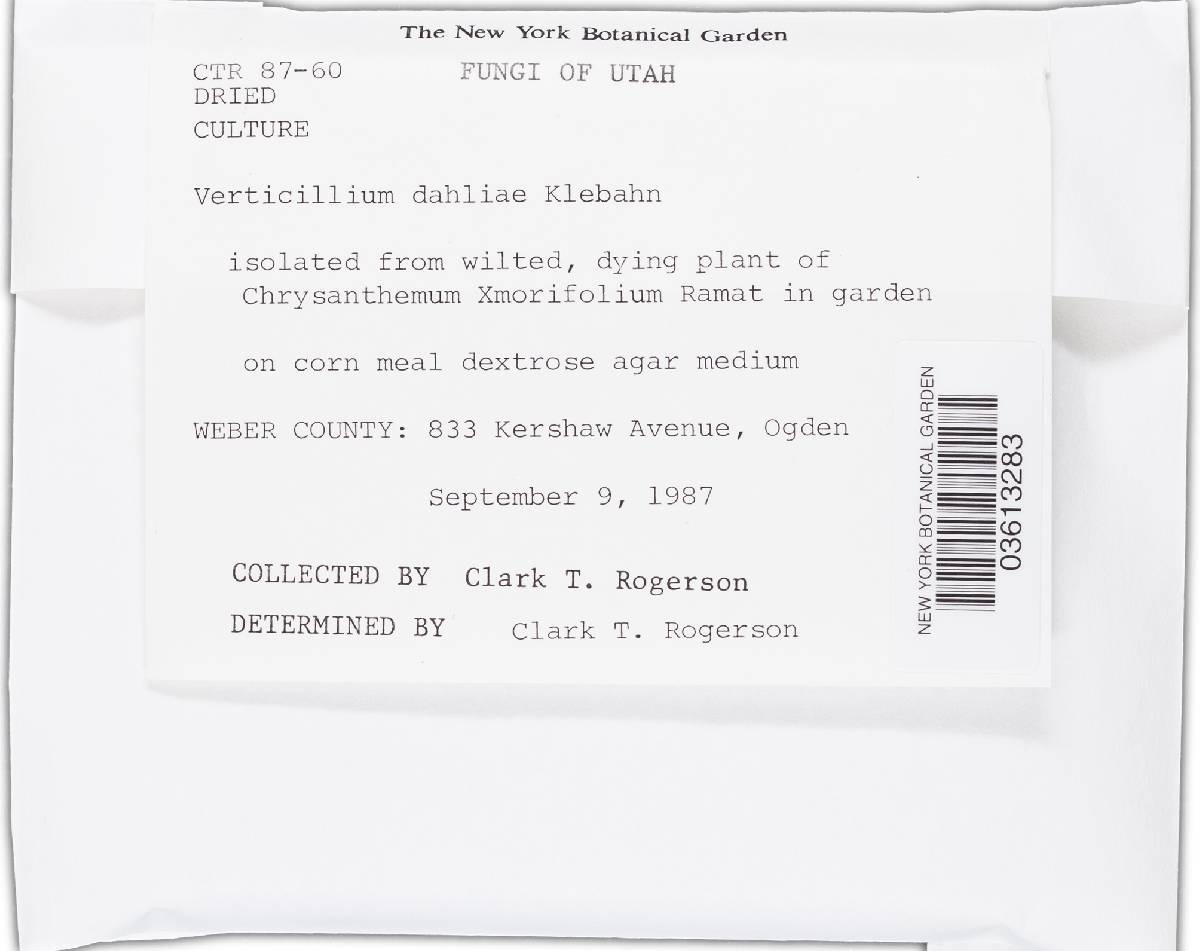 The New York Botanical Garden
CTR 87-60 FUNGI OF UTAH
DRIED
CULTURE
Verticillium dahliae Klebahn
isolated from wilted, dying plant of
Chrysanthemum Xmorifolium Ramat in garden
on corn meal dextrose agar medium
WEBER COUNTY: 833 Kershaw Avenue, Ogden
September 9, 1987
COLLECTED BY Clark T. Rogerson
DETERMINED BY Clark T. Rogerson
NEW YORK BOTANICAL GARDEN
03613283